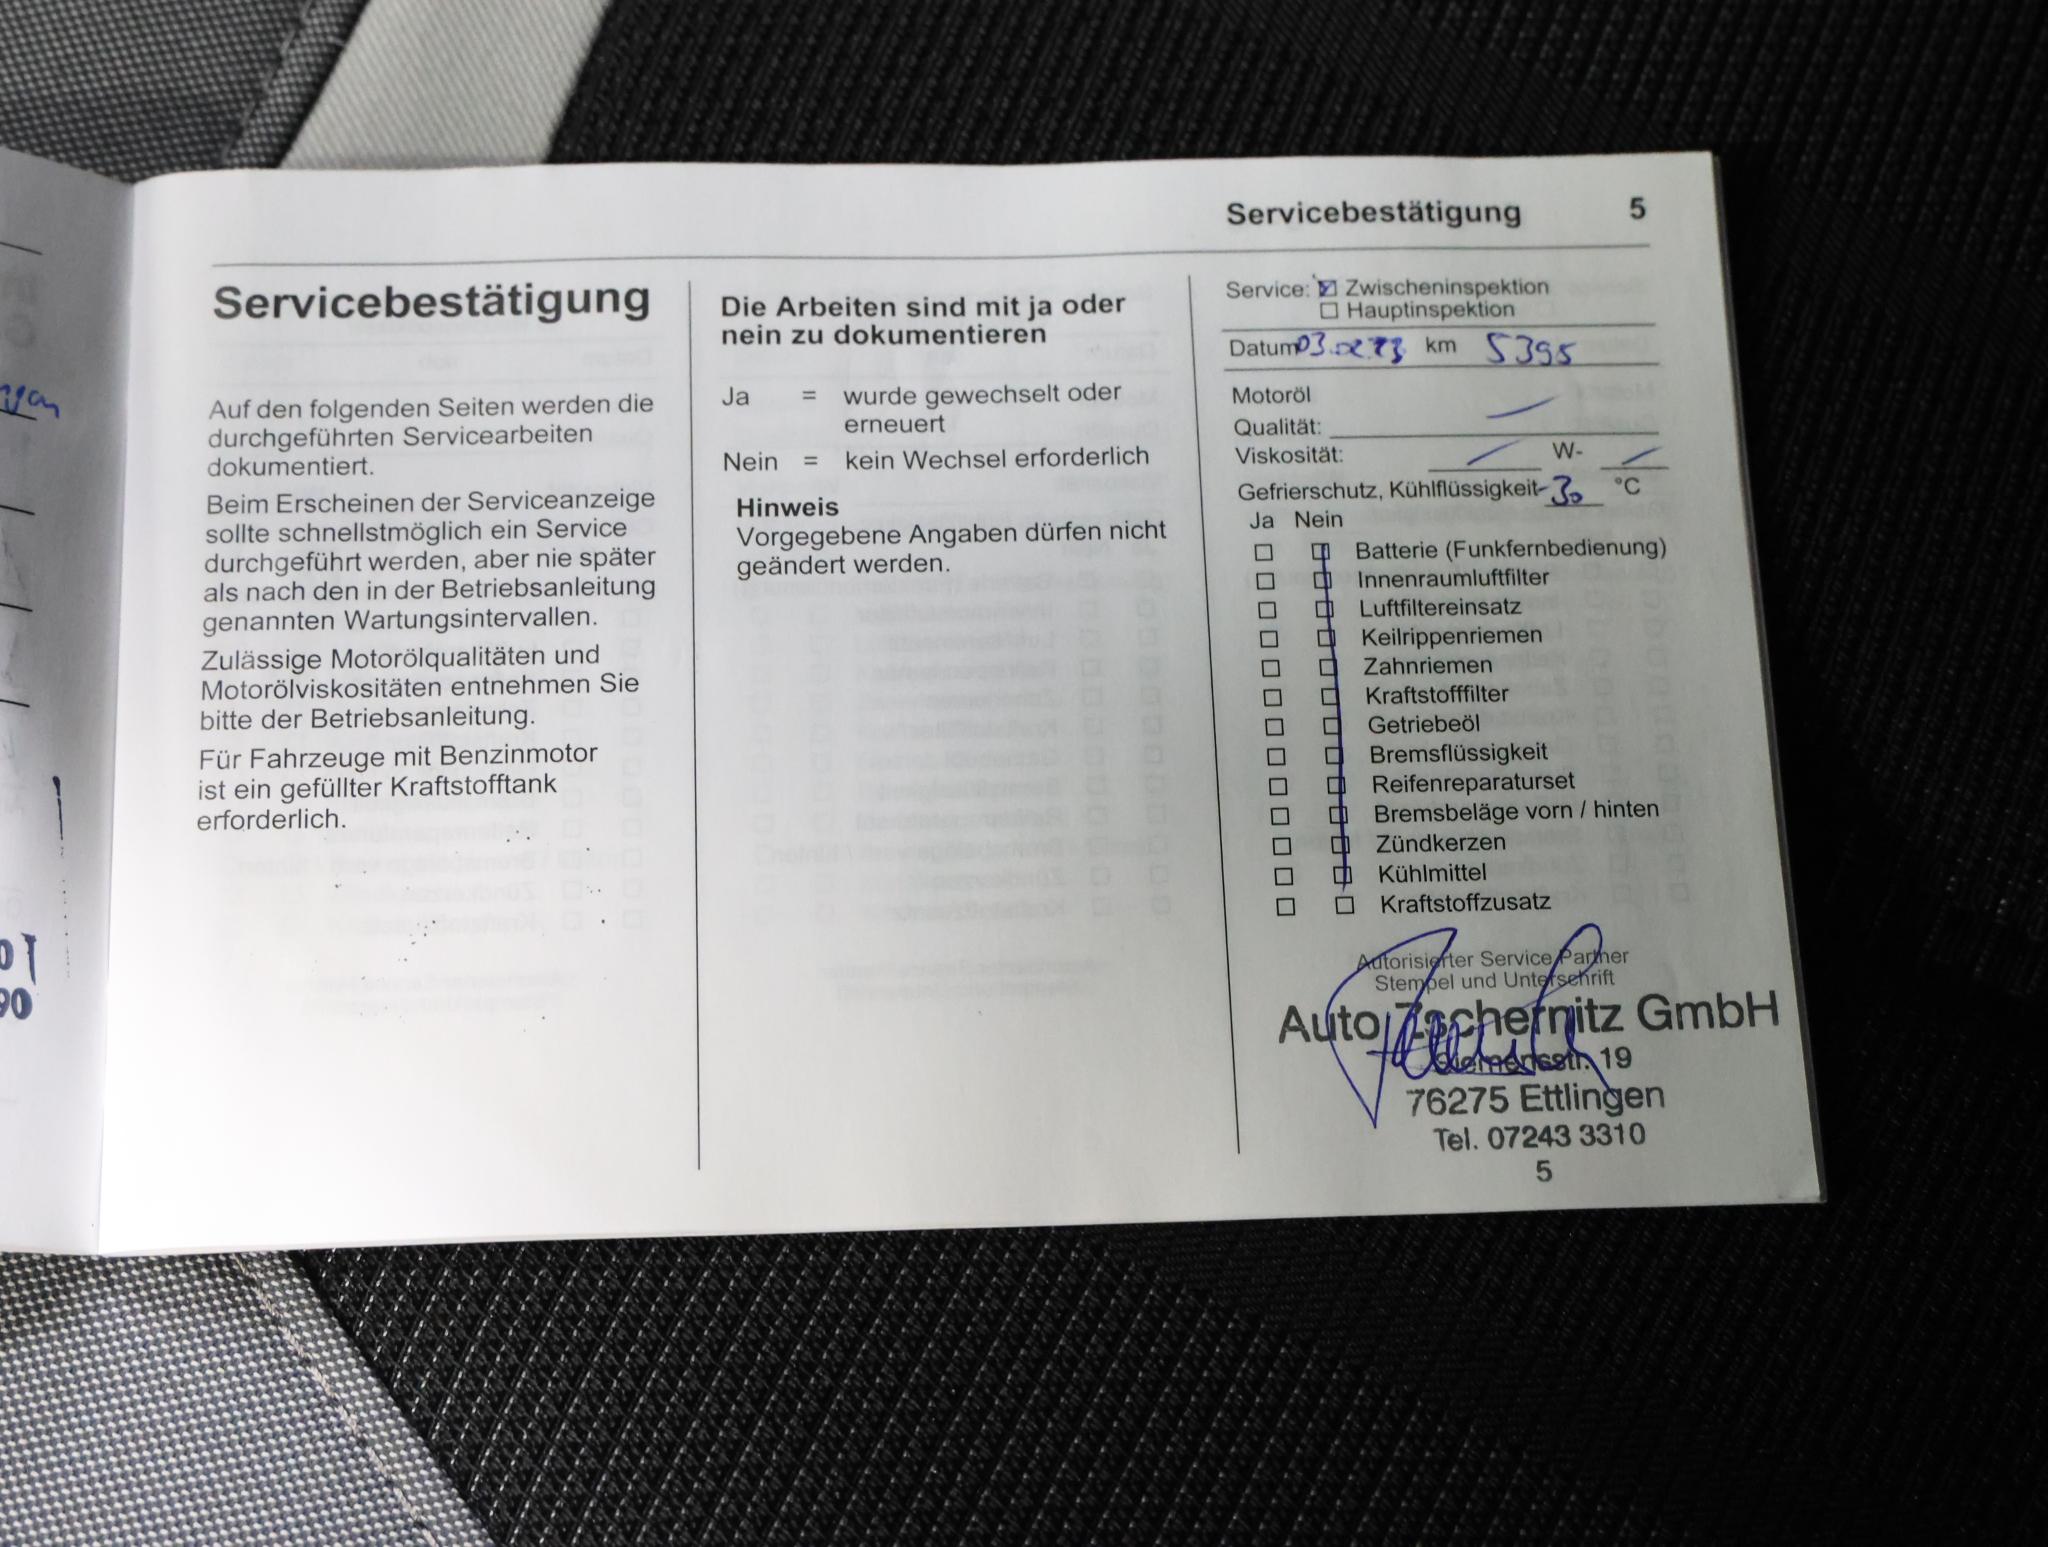 Servicebestätigung 5
Servicebestätigung
Auf den folgenden Seiten werden die
durchgeführten Servicearbeiten
dokumentiert.
Beim Erscheinen der Serviceanzeige
sollte schnellstmöglich ein Service
durchgeführt werden, aber nie später
als nach den in der Betriebsanleitung
genannten Wartungsintervallen.
Zulässige Motorölqualitäten und
Motorölviskositäten entnehmen Sie
bitte der Betriebsanleitung.
Für Fahrzeuge mit Benzinmotor
ist ein gefüllter Kraftstofftank
erforderlich.
Die Arbeiten sind mit ja oder
nein zu dokumentieren
Ja = wurde gewechselt oder
erneuert
Nein = kein Wechsel erforderlich
Hinweis
Vorgegebene Angaben dürfen nicht
geändert werden.
Service: Zwischeninspektion
Hauptinspektion
Datum km 5395
Motoröl
Qualität:
Viskosität: W-
Gefrierschutz, Kühlflüssigkeit -30 °C
Ja Nein
Batterie (Funkfernbedienung)
Innenraumluftfilter
Luftfiltereinsatz
Keilrippenriemen
Zahnriemen
Kraftstofffilter
Getriebeöl
Bremsflüssigkeit
Reifenreparaturset
Bremsbeläge vorn / hinten
Zündkerzen
Kühlmittel
Kraftstoffzusatz
Autorisierter Service Partner
Stempel und Unterschrift
Auto Zschernitz GmbH
Siemensstr. 19
76275 Ettlingen
Tel. 07243 3310
5